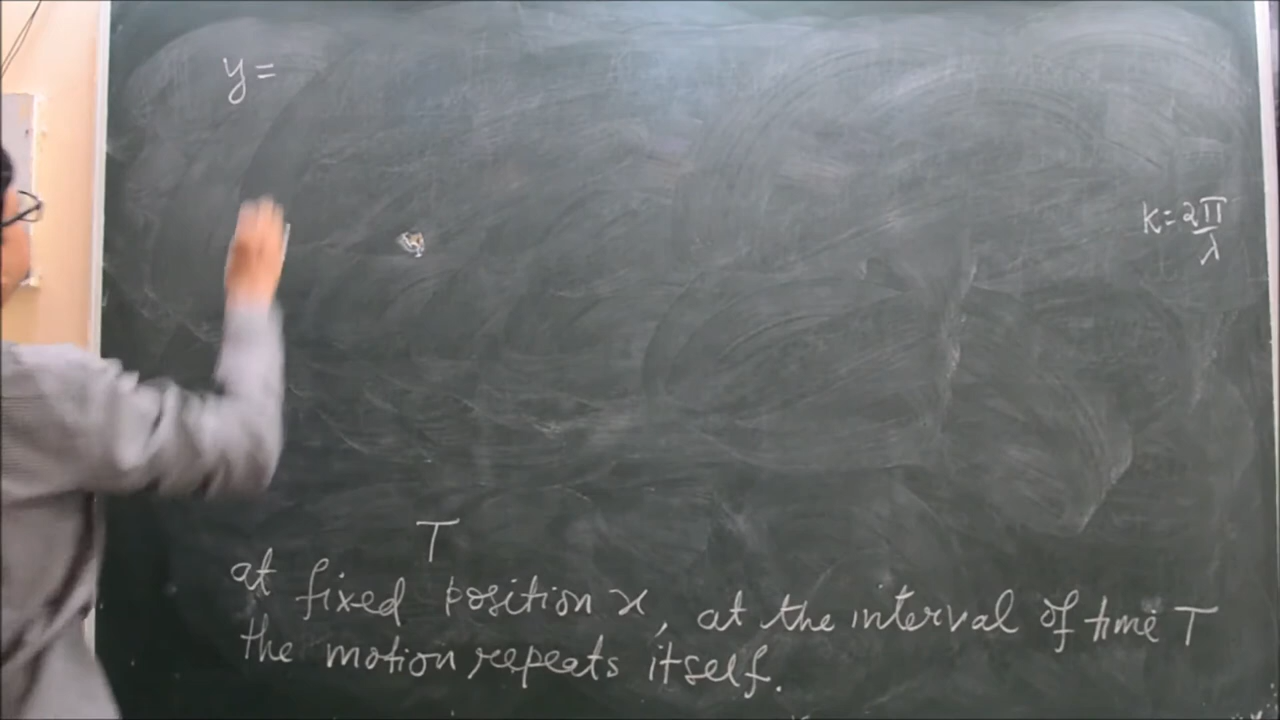 y =
K = 2π/λ
T
at fixed position x, at the interval of time T
the motion repeats itself.